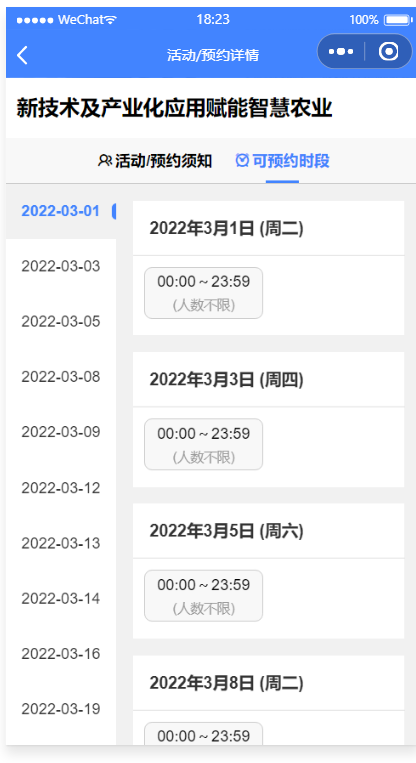 WeChat 18:23 100%
活动/预约详情
新技术及产业化应用赋能智慧农业
活动/预约须知 可预约时段
2022-03-01
2022-03-03
2022-03-05
2022-03-08
2022-03-09
2022-03-12
2022-03-13
2022-03-14
2022-03-16
2022-03-19
2022年3月1日 (周二)
00:00 ~ 23:59
(人数不限)
2022年3月3日 (周四)
00:00 ~ 23:59
(人数不限)
2022年3月5日 (周六)
00:00 ~ 23:59
(人数不限)
2022年3月8日 (周二)
00:00 ~ 23:59